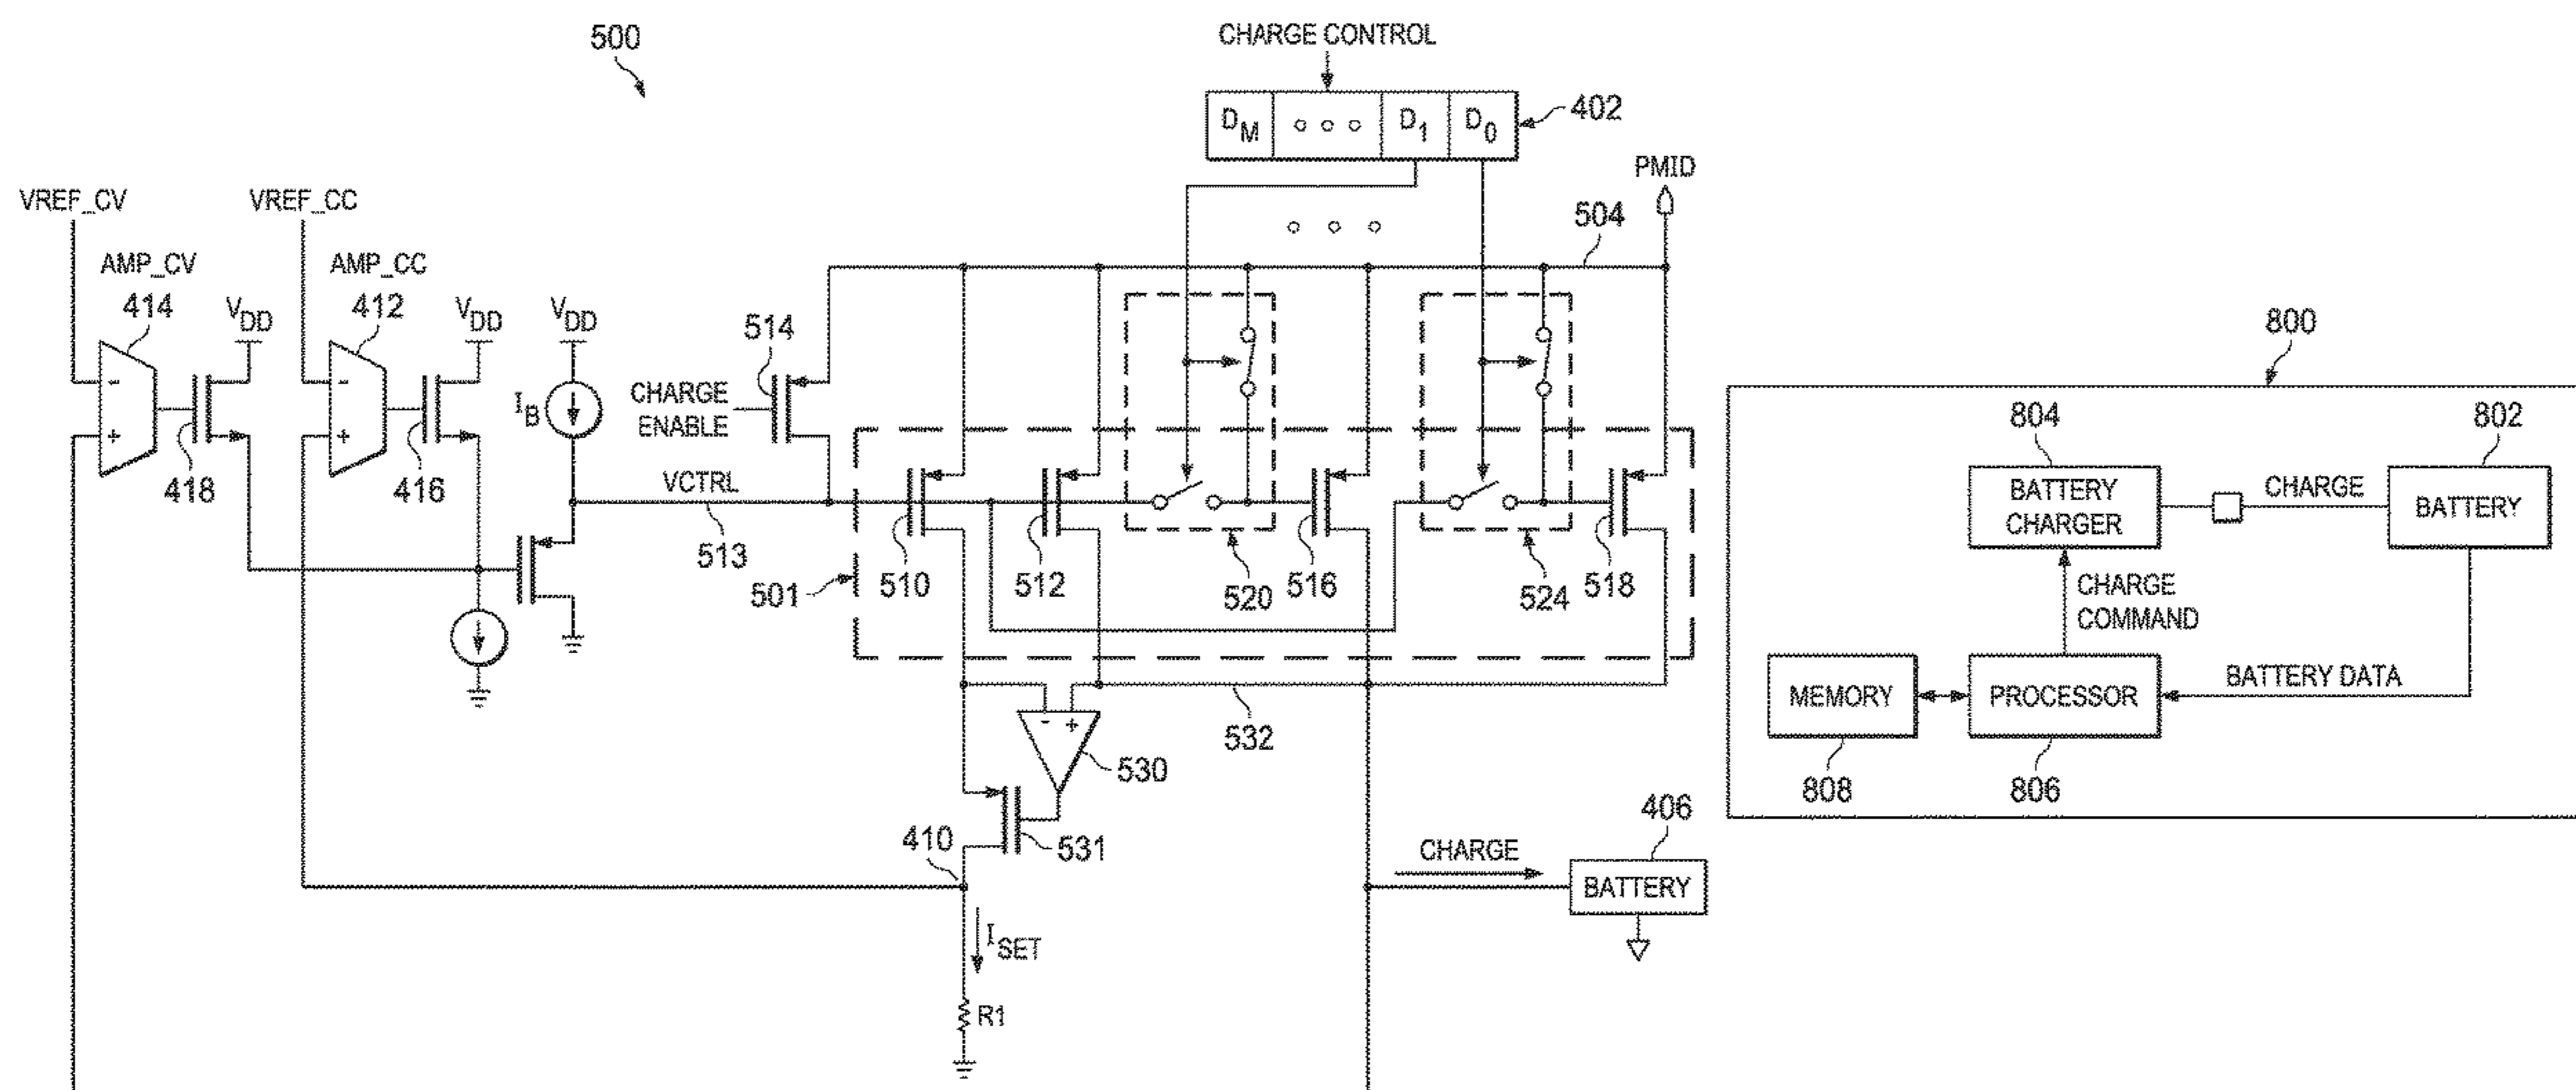 500
CHARGE CONTROL
D_M ○ ○ ○ D_1 D_0
402
PMID
VREF_CV
VREF_CC
504
○ ○ ○
AMP_CV
AMP_CC
414
V_DD
412
V_DD
V_DD
514
800
-
-
I_B
CHARGE
ENABLE
804
802
+
+
418
416
VCTRL
BATTERY
CHARGER
CHARGE
BATTERY
513
501
510
512
520
516
524
518
CHARGE
COMMAND
MEMORY
PROCESSOR
BATTERY DATA
- +
532
530
808
806
406
410
531
CHARGE
BATTERY
I_SET
R1